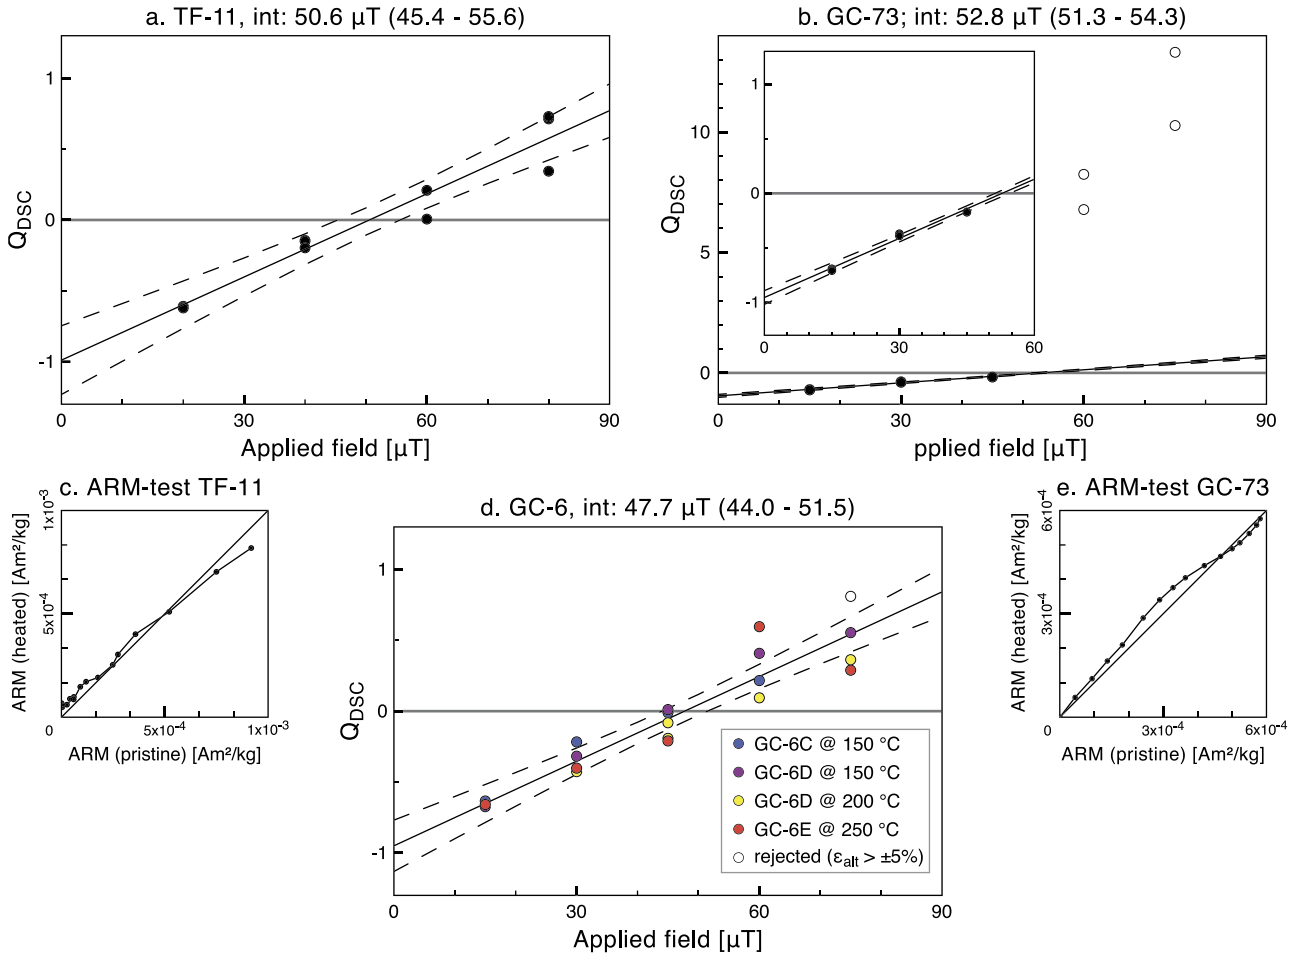 a. TF-11, int: 50.6 µT (45.4 - 55.6)
1
0
-1
Q_DSC
0
30
60
90
Applied field [µT]
b. GC-73; int: 52.8 µT (51.3 - 54.3)
10
5
0
Q_DSC
1
0
-1
0
30
60
0
30
60
90
pplied field [µT]
c. ARM-test TF-11
1x10⁻³
5x10⁻⁴
0
ARM (heated) [Am²/kg]
5x10⁻⁴
1x10⁻³
ARM (pristine) [Am²/kg]
d. GC-6, int: 47.7 µT (44.0 - 51.5)
1
0
-1
Q_DSC
GC-6C @ 150 °C
GC-6D @ 150 °C
GC-6D @ 200 °C
GC-6E @ 250 °C
rejected (ε_alt > ±5%)
0
30
60
90
Applied field [µT]
e. ARM-test GC-73
6x10⁻⁴
3x10⁻⁴
0
ARM (heated) [Am²/kg]
3x10⁻⁴
6x10⁻⁴
ARM (pristine) [Am²/kg]